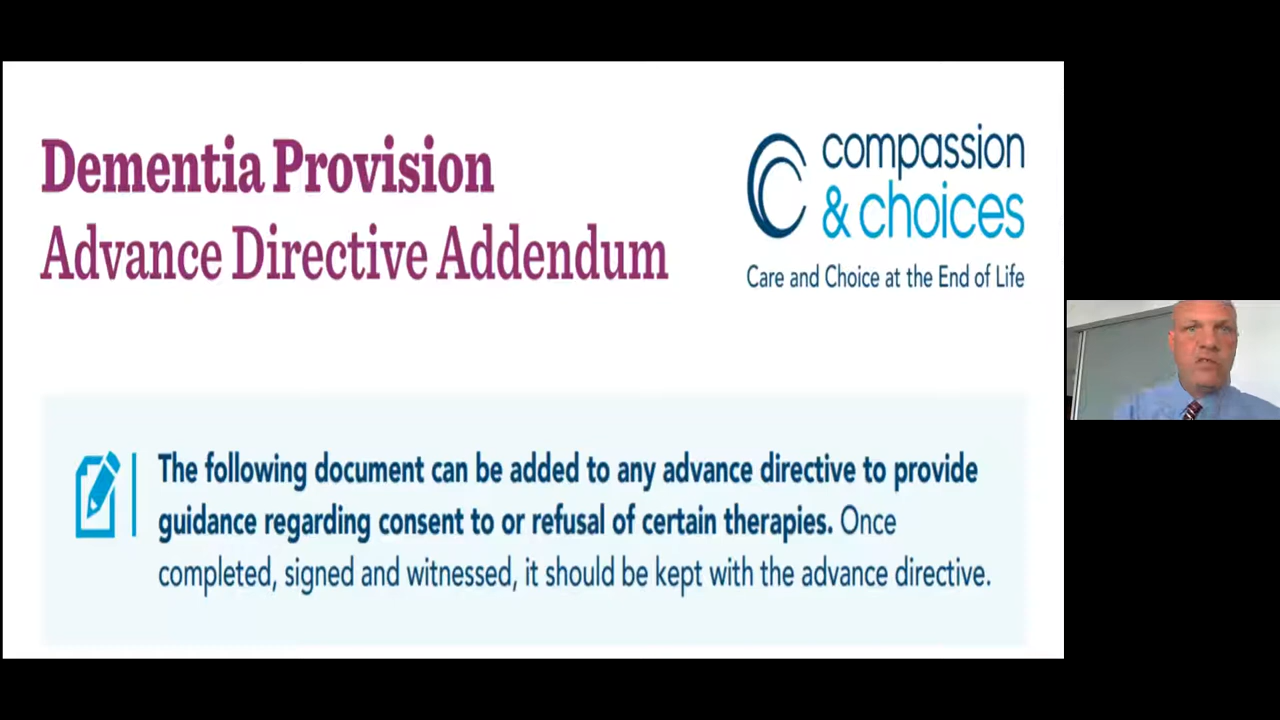 Dementia Provision
Advance Directive Addendum
compassion
& choices
Care and Choice at the End of Life
The following document can be added to any advance directive to provide
guidance regarding consent to or refusal of certain therapies. Once
completed, signed and witnessed, it should be kept with the advance directive.